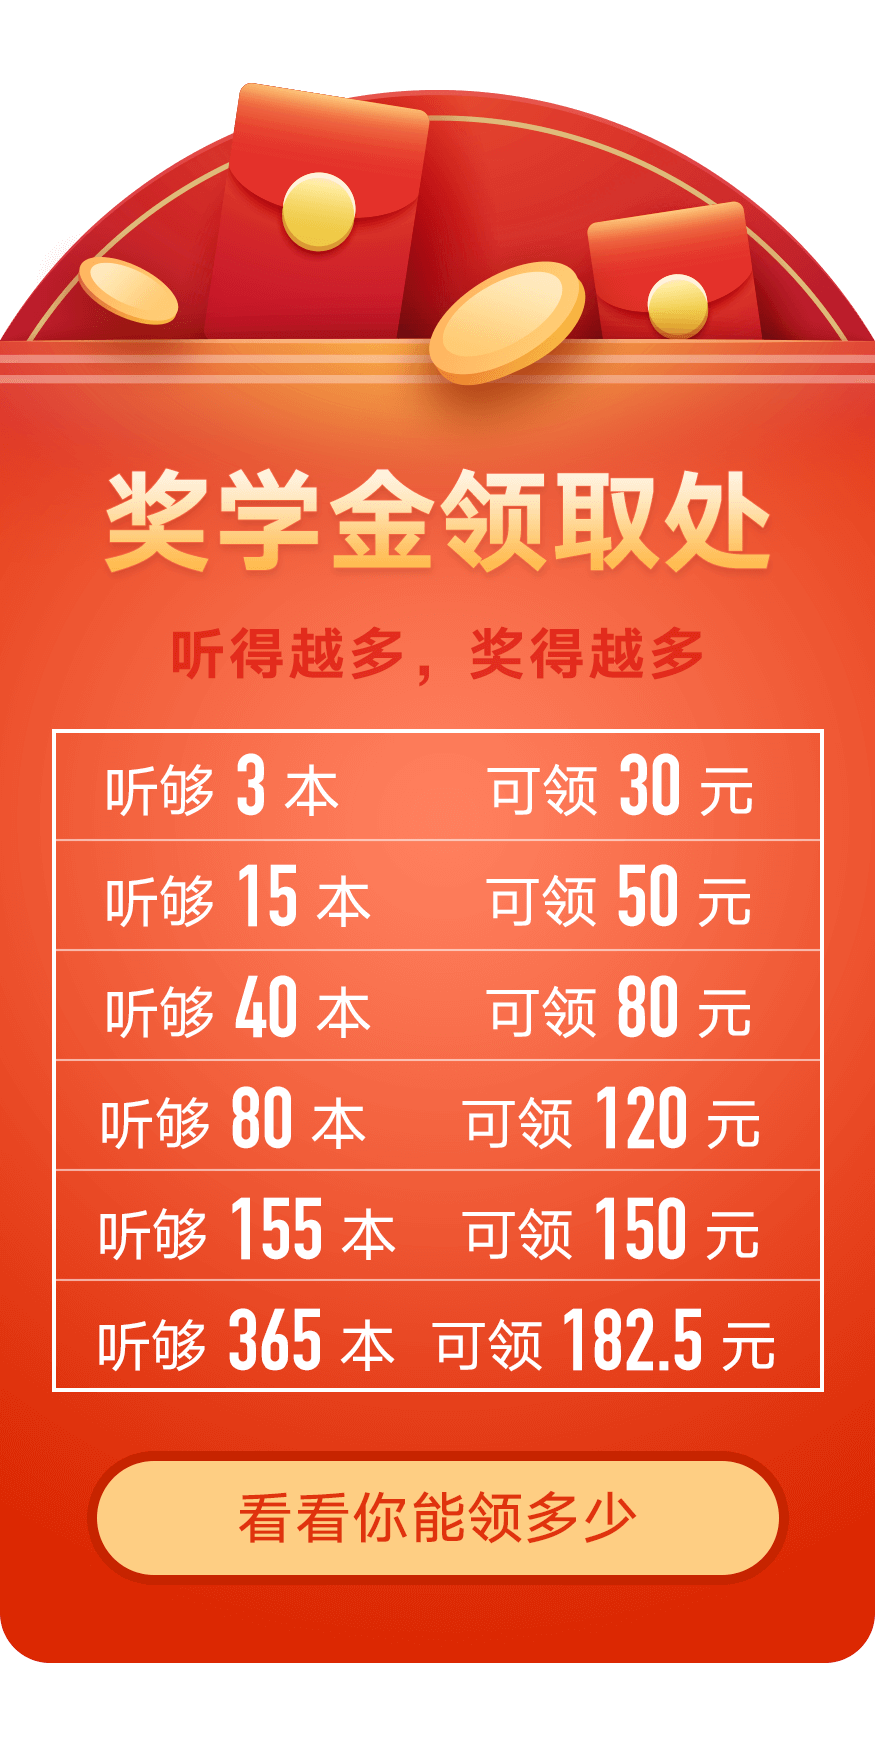 奖学金领取处
听得越多，奖得越多
听够 3 本 可领 30 元
听够 15 本 可领 50 元
听够 40 本 可领 80 元
听够 80 本 可领 120 元
听够 155 本 可领 150 元
听够 365 本 可领 182.5 元
看看你能领多少